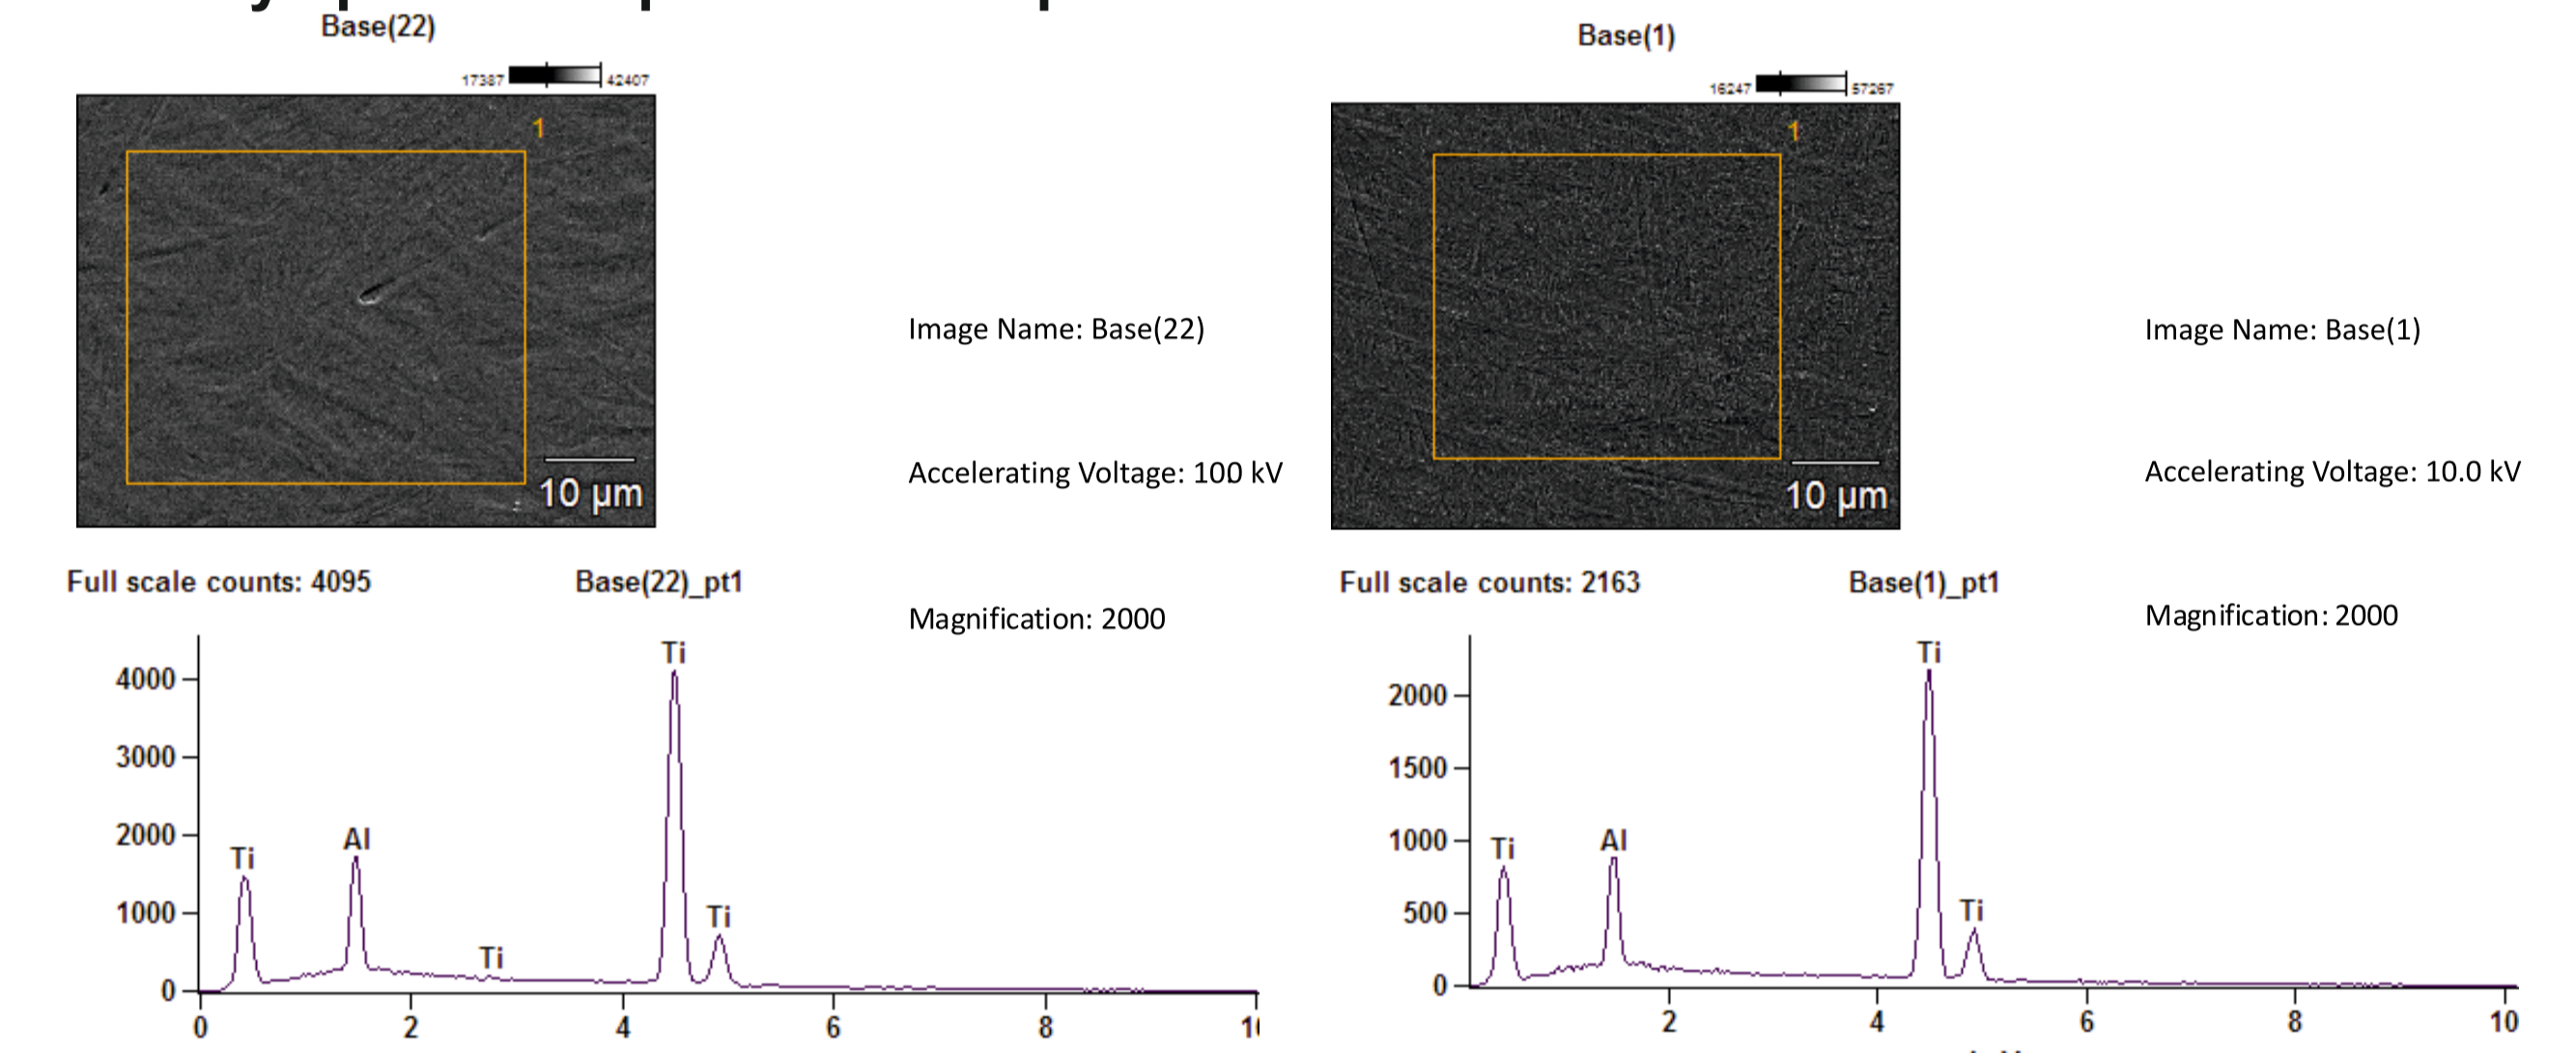 Base(22)
17387 42407
1
10 µm
Image Name: Base(22)
Accelerating Voltage: 100 kV
Magnification: 2000
Full scale counts: 4095 Base(22)_pt1
4000
3000
2000
1000
0
Ti
Al
Ti
Ti
Ti
0 2 4 6 8
Base(1)
16247 57267
1
10 µm
Image Name: Base(1)
Accelerating Voltage: 10.0 kV
Magnification: 2000
Full scale counts: 2163 Base(1)_pt1
2000
1500
1000
500
0
Ti
Al
Ti
Ti
2 4 6 8 10